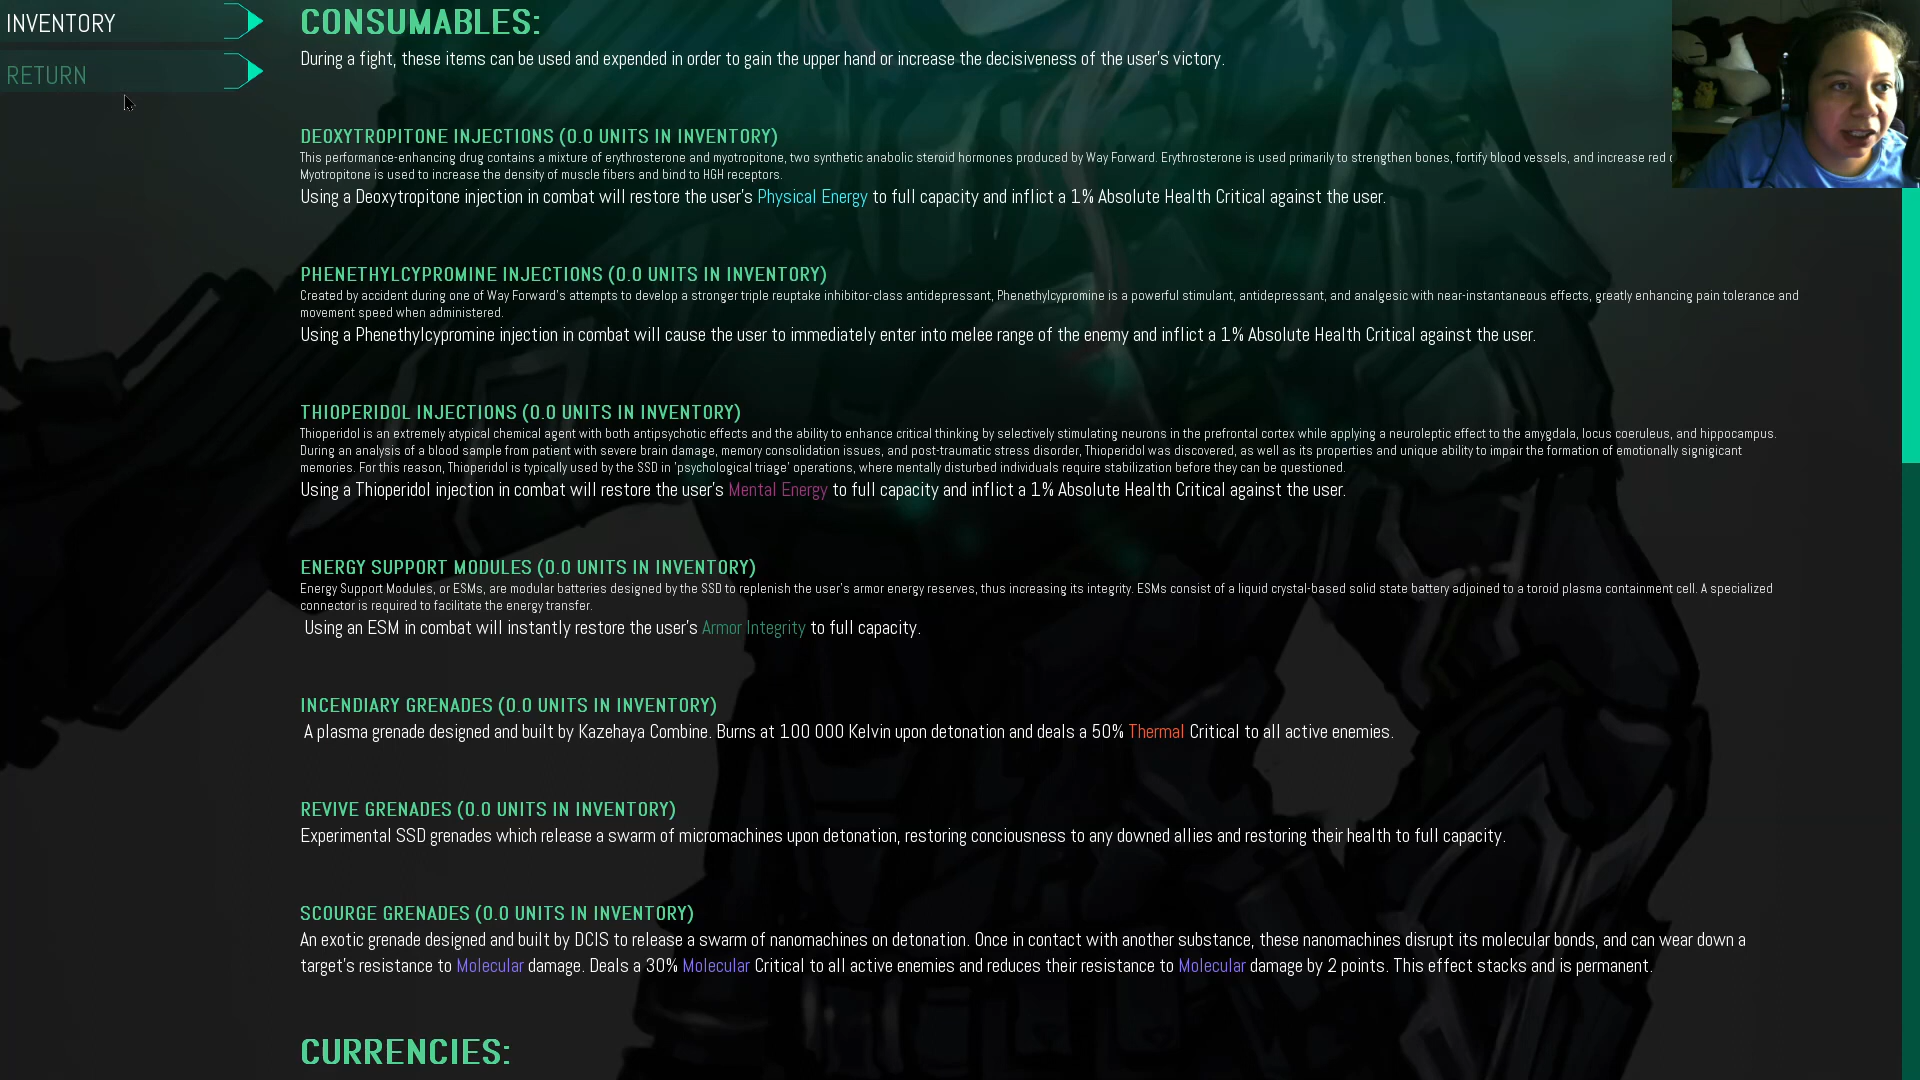 INVENTORY
RETURN
CONSUMABLES:
During a fight, these items can be used and expended in order to gain the upper hand or increase the decisiveness of the user's victory.
DEOXYTROPITONE INJECTIONS (0.0 UNITS IN INVENTORY)
This performance-enhancing drug contains a mixture of erythrosterone and myotropitone, two synthetic anabolic steroid hormones produced by Way Forward. Erythrosterone is used primarily to strengthen bones, fortify blood vessels, and increase red
Myotropitone is used to increase the density of muscle fibers and bind to HGH receptors.
Using a Deoxytropitone injection in combat will restore the user's Physical Energy to full capacity and inflict a 1% Absolute Health Critical against the user.
PHENETHYLCYPROMINE INJECTIONS (0.0 UNITS IN INVENTORY)
Created by accident during one of Way Forward's attempts to develop a stronger triple reuptake inhibitor-class antidepressant, Phenethylcypromine is a powerful stimulant, antidepressant, and analgesic with near-instantaneous effects, greatly enhancing pain tolerance and
movement speed when administered.
Using a Phenethylcypromine injection in combat will cause the user to immediately enter into melee range of the enemy and inflict a 1% Absolute Health Critical against the user.
THIOPERIDOL INJECTIONS (0.0 UNITS IN INVENTORY)
Thioperidol is an extremely atypical chemical agent with both antipsychotic effects and the ability to enhance critical thinking by selectively stimulating neurons in the prefrontal cortex while applying a neuroleptic effect to the amygdala, locus coeruleus, and hippocampus.
During an analysis of a blood sample from patient with severe brain damage, memory consolidation issues, and post-traumatic stress disorder, Thioperidol was discovered, as well as its properties and unique ability to impair the formation of emotionally signigicant
memories. For this reason, Thioperidol is typically used by the SSD in 'psychological triage' operations, where mentally disturbed individuals require stabilization before they can be questioned.
Using a Thioperidol injection in combat will restore the user's Mental Energy to full capacity and inflict a 1% Absolute Health Critical against the user.
ENERGY SUPPORT MODULES (0.0 UNITS IN INVENTORY)
Energy Support Modules, or ESMs, are modular batteries designed by the SSD to replenish the user's armor energy reserves, thus increasing its integrity. ESMs consist of a liquid crystal-based solid state battery adjoined to a toroid plasma containment cell. A specialized
connector is required to facilitate the energy transfer.
Using an ESM in combat will instantly restore the user's Armor Integrity to full capacity.
INCENDIARY GRENADES (0.0 UNITS IN INVENTORY)
A plasma grenade designed and built by Kazehaya Combine. Burns at 100 000 Kelvin upon detonation and deals a 50% Thermal Critical to all active enemies.
REVIVE GRENADES (0.0 UNITS IN INVENTORY)
Experimental SSD grenades which release a swarm of micromachines upon detonation, restoring conciousness to any downed allies and restoring their health to full capacity.
SCOURGE GRENADES (0.0 UNITS IN INVENTORY)
An exotic grenade designed and built by DCIS to release a swarm of nanomachines on detonation. Once in contact with another substance, these nanomachines disrupt its molecular bonds, and can wear down a
target's resistance to Molecular damage. Deals a 30% Molecular Critical to all active enemies and reduces their resistance to Molecular damage by 2 points. This effect stacks and is permanent.
CURRENCIES: